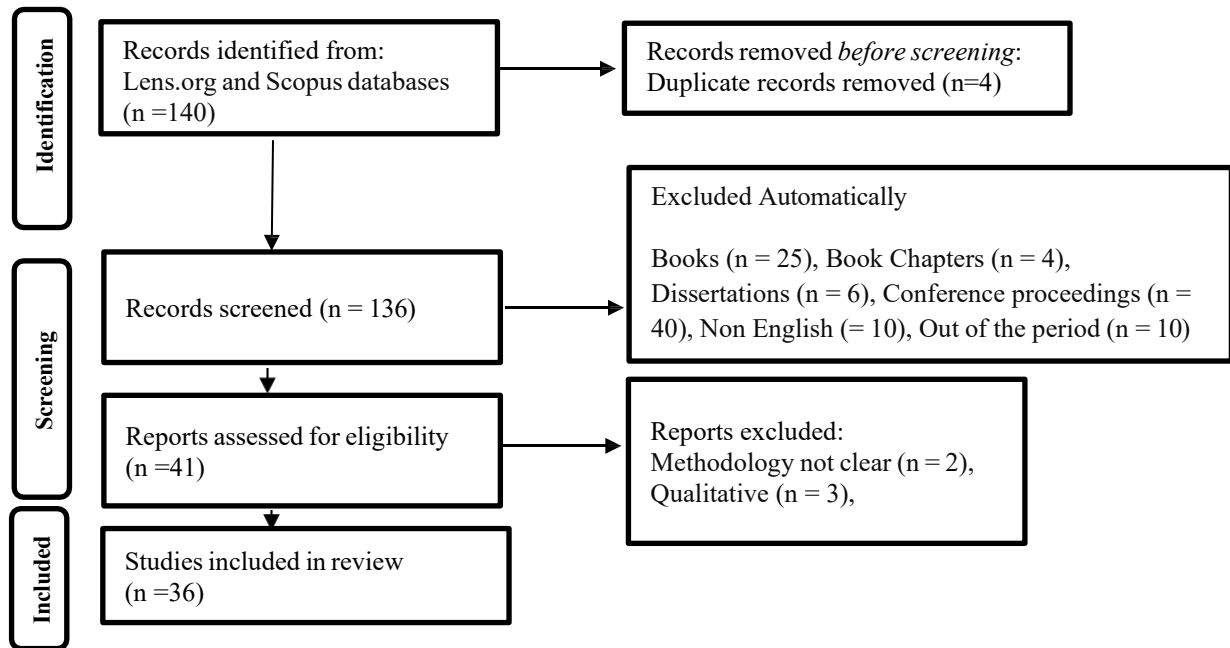 Identification
Records identified from:
Lens.org and Scopus databases
(n =140)
Records removed before screening:
Duplicate records removed (n=4)
Screening
Records screened (n = 136)
Excluded Automatically
Books (n = 25), Book Chapters (n = 4),
Dissertations (n = 6), Conference proceedings (n =
40), Non English (= 10), Out of the period (n = 10)
Reports assessed for eligibility
(n =41)
Reports excluded:
Methodology not clear (n = 2),
Qualitative (n = 3),
Included
Studies included in review
(n =36)